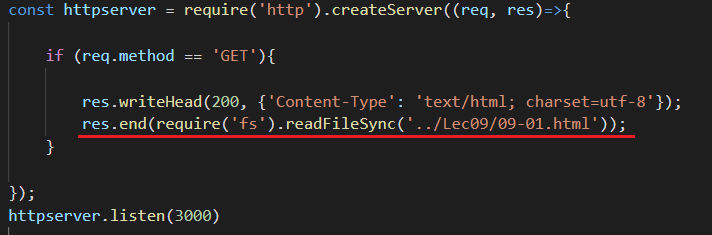 const httpserver = require('http').createServer((req, res)=>{
if (req.method == 'GET'){
res.writeHead(200, {'Content-Type': 'text/html; charset=utf-8'});
res.end(require('fs').readFileSync('../Lec09/09-01.html'));
}
});
httpserver.listen(3000)